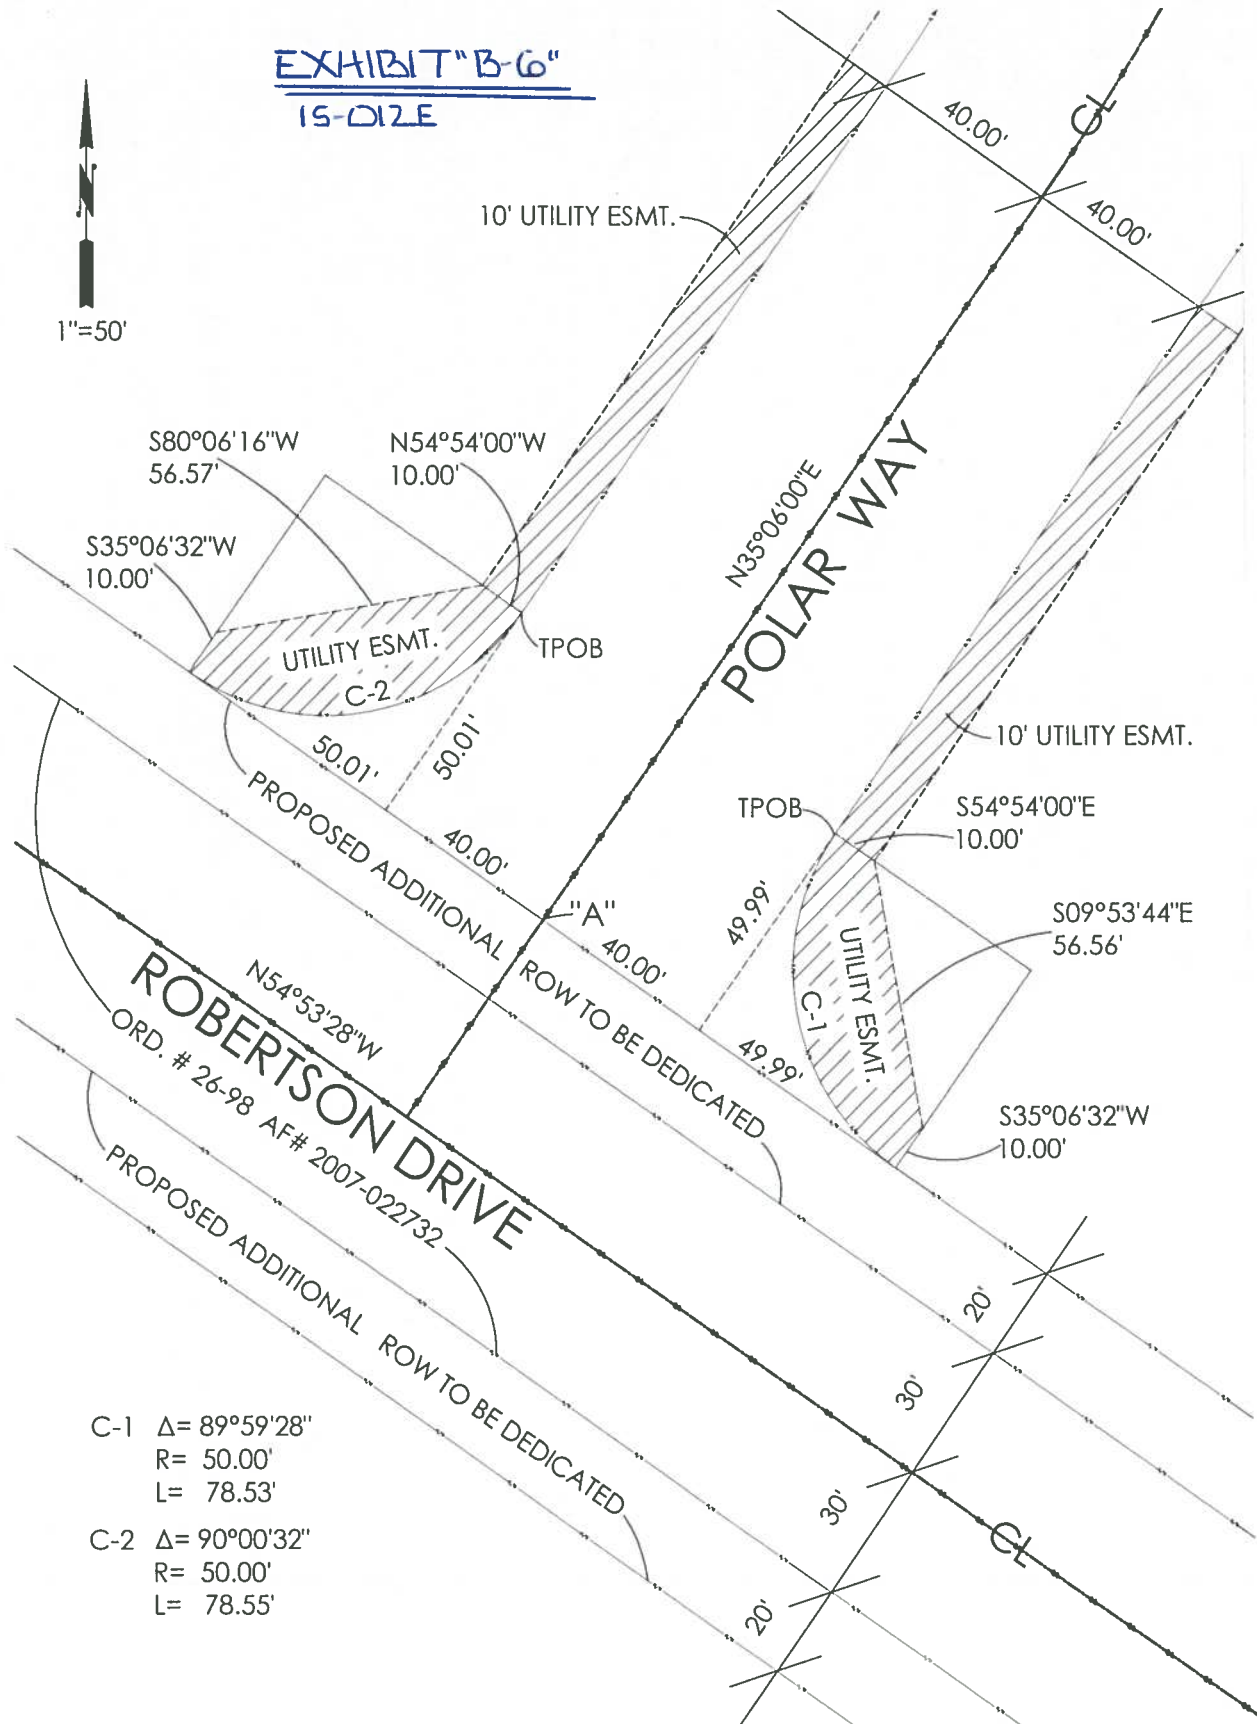 EXHIBIT "B-6"
15-012E
N
1"=50'
40.00'
CL
10' UTILITY ESMT.
40.00'
S80°06'16"W
56.57'
N54°54'00"W
10.00'
N35°06'00"E
POLAR WAY
S35°06'32"W
10.00'
UTILITY ESMT.
C-2
TPOB
50.01'
50.01'
10' UTILITY ESMT.
TPOB
S54°54'00"E
10.00'
PROPOSED ADDITIONAL ROW TO BE DEDICATED
40.00'
"A"
40.00'
49.99'
49.99'
S09°53'44"E
56.56'
UTILITY ESMT.
C-1
S35°06'32"W
10.00'
N54°53'28"W
ROBERTSON DRIVE
ORD. # 26-98 AF# 2007-022732
PROPOSED ADDITIONAL ROW TO BE DEDICATED
20'
30'
30'
20'
CL
C-1 Δ= 89°59'28"
R= 50.00'
L= 78.53'
C-2 Δ= 90°00'32"
R= 50.00'
L= 78.55'